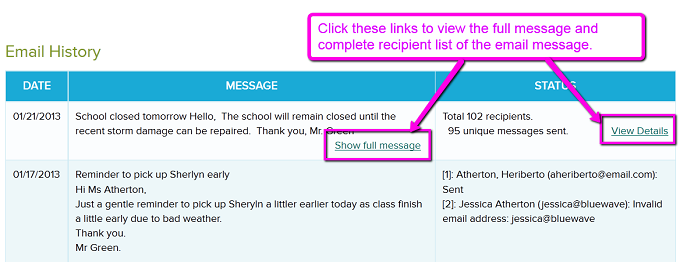 Click these links to view the full message and
complete recipient list of the email message.
Email History
DATE MESSAGE STATUS
01/21/2013 School closed tomorrow Hello, The school will remain closed until the Total 102 recipients.
recent storm damage can be repaired. Thank you, Mr. Green 95 unique messages sent. View Details
Show full message
01/17/2013 Reminder to pick up Sherlyn early [1]: Atherton, Heriberto (aheriberto@email.com):
Hi Ms Atherton, Sent
Just a gentle reminder to pick up Sheryln a littler earlier today as class finish [2]: Jessica Atherton (jessica@bluewave): Invalid
a little early due to bad weather. email address: jessica@bluewave
Thank you.
Mr Green.